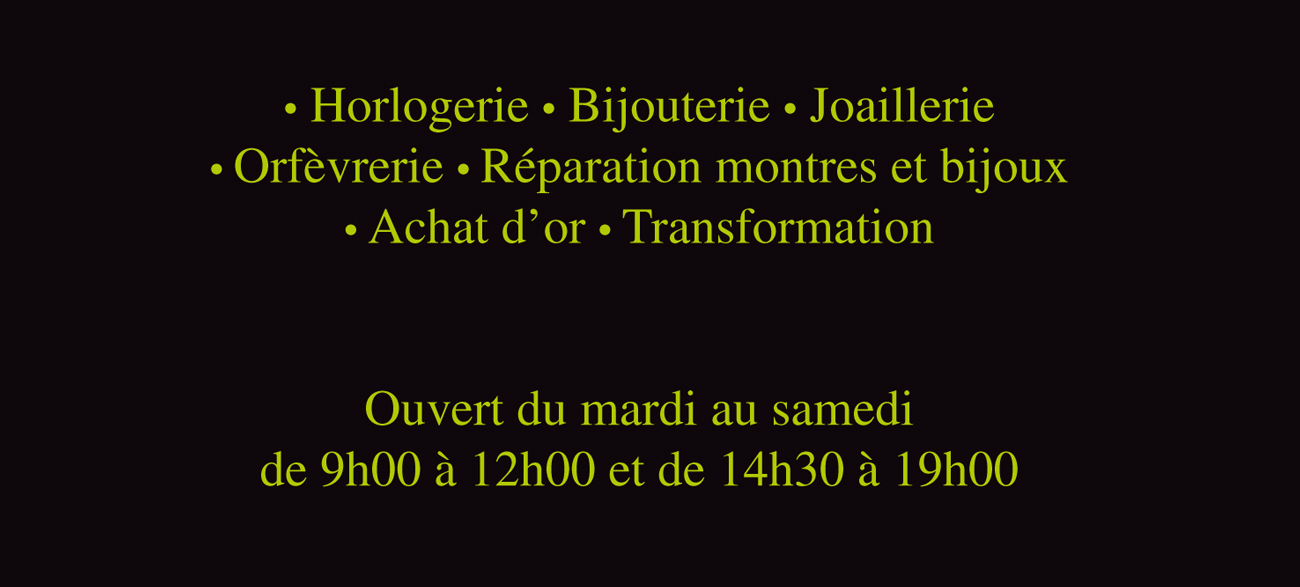 • Horlogerie • Bijouterie • Joaillerie
• Orfèvrerie • Réparation montres et bijoux
• Achat d’or • Transformation
Ouvert du mardi au samedi
de 9h00 à 12h00 et de 14h30 à 19h00